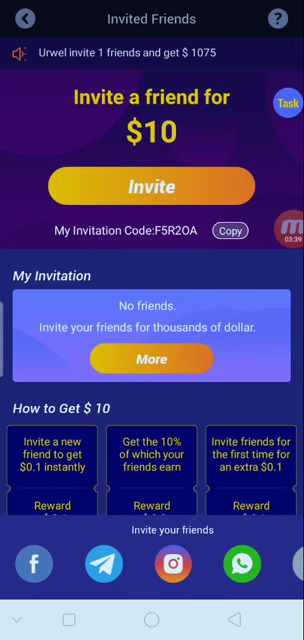 Invited Friends
?
Urwel invite 1 friends and get $ 1075
Invite a friend for
$10
Task
Invite
My Invitation Code:F5R2OA
Copy
03:39
My Invitation
No friends.
Invite your friends for thousands of dollar.
More
How to Get $ 10
Invite a new
friend to get
$0.1 instantly
Reward
Get the 10%
of which your
friends earn
Reward
Invite friends for
the first time for
an extra $0.1
Reward
Invite your friends